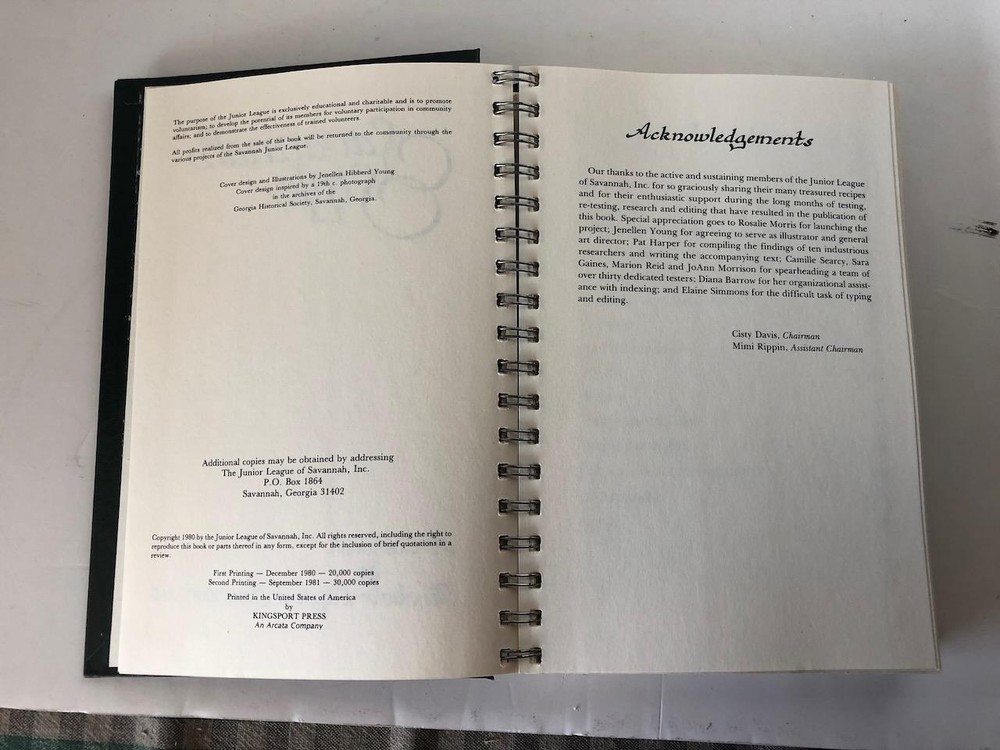 The purpose of the Junior League is exclusively educational and charitable and is to promote
voluntarism; to develop the potential of its members for voluntary participation in community
affairs; and to demonstrate the effectiveness of trained volunteers.
All profits realized from the sale of this book will be returned to the community through the
various projects of the Savannah Junior League.
Cover design and Illustrations by Jenellen Hibberd Young
Cover design inspired by a 19th c. photograph
in the archives of the
Georgia Historical Society, Savannah, Georgia.
Additional copies may be obtained by addressing
The Junior League of Savannah, Inc.
P.O. Box 1864
Savannah, Georgia 31402
Copyright 1980 by the Junior League of Savannah, Inc. All rights reserved, including the right to
reproduce this book or parts thereof in any form, except for the inclusion of brief quotations in a
review.
First Printing — December 1980 — 20,000 copies
Second Printing — September 1981 — 30,000 copies
Printed in the United States of America
by
KINGSPORT PRESS
An Arcata Company
Acknowledgements
Our thanks to the active and sustaining members of the Junior League
of Savannah, Inc. for so graciously sharing their many treasured recipes
and for their enthusiastic support during the long months of testing,
re-testing, research and editing that have resulted in the publication of
this book. Special appreciation goes to Rosalie Morris for launching the
project; Jenellen Young for agreeing to serve as illustrator and general
art director; Pat Harper for compiling the findings of ten industrious
researchers and writing the accompanying text; Camille Searcy, Sara
Gaines, Marion Reid and JoAnn Morrison for spearheading a team of
over thirty dedicated testers; Diana Barrow for her organizational assist-
ance with indexing; and Elaine Simmons for the difficult task of typing
and editing.
Cisty Davis, Chairman
Mimi Rippin, Assistant Chairman